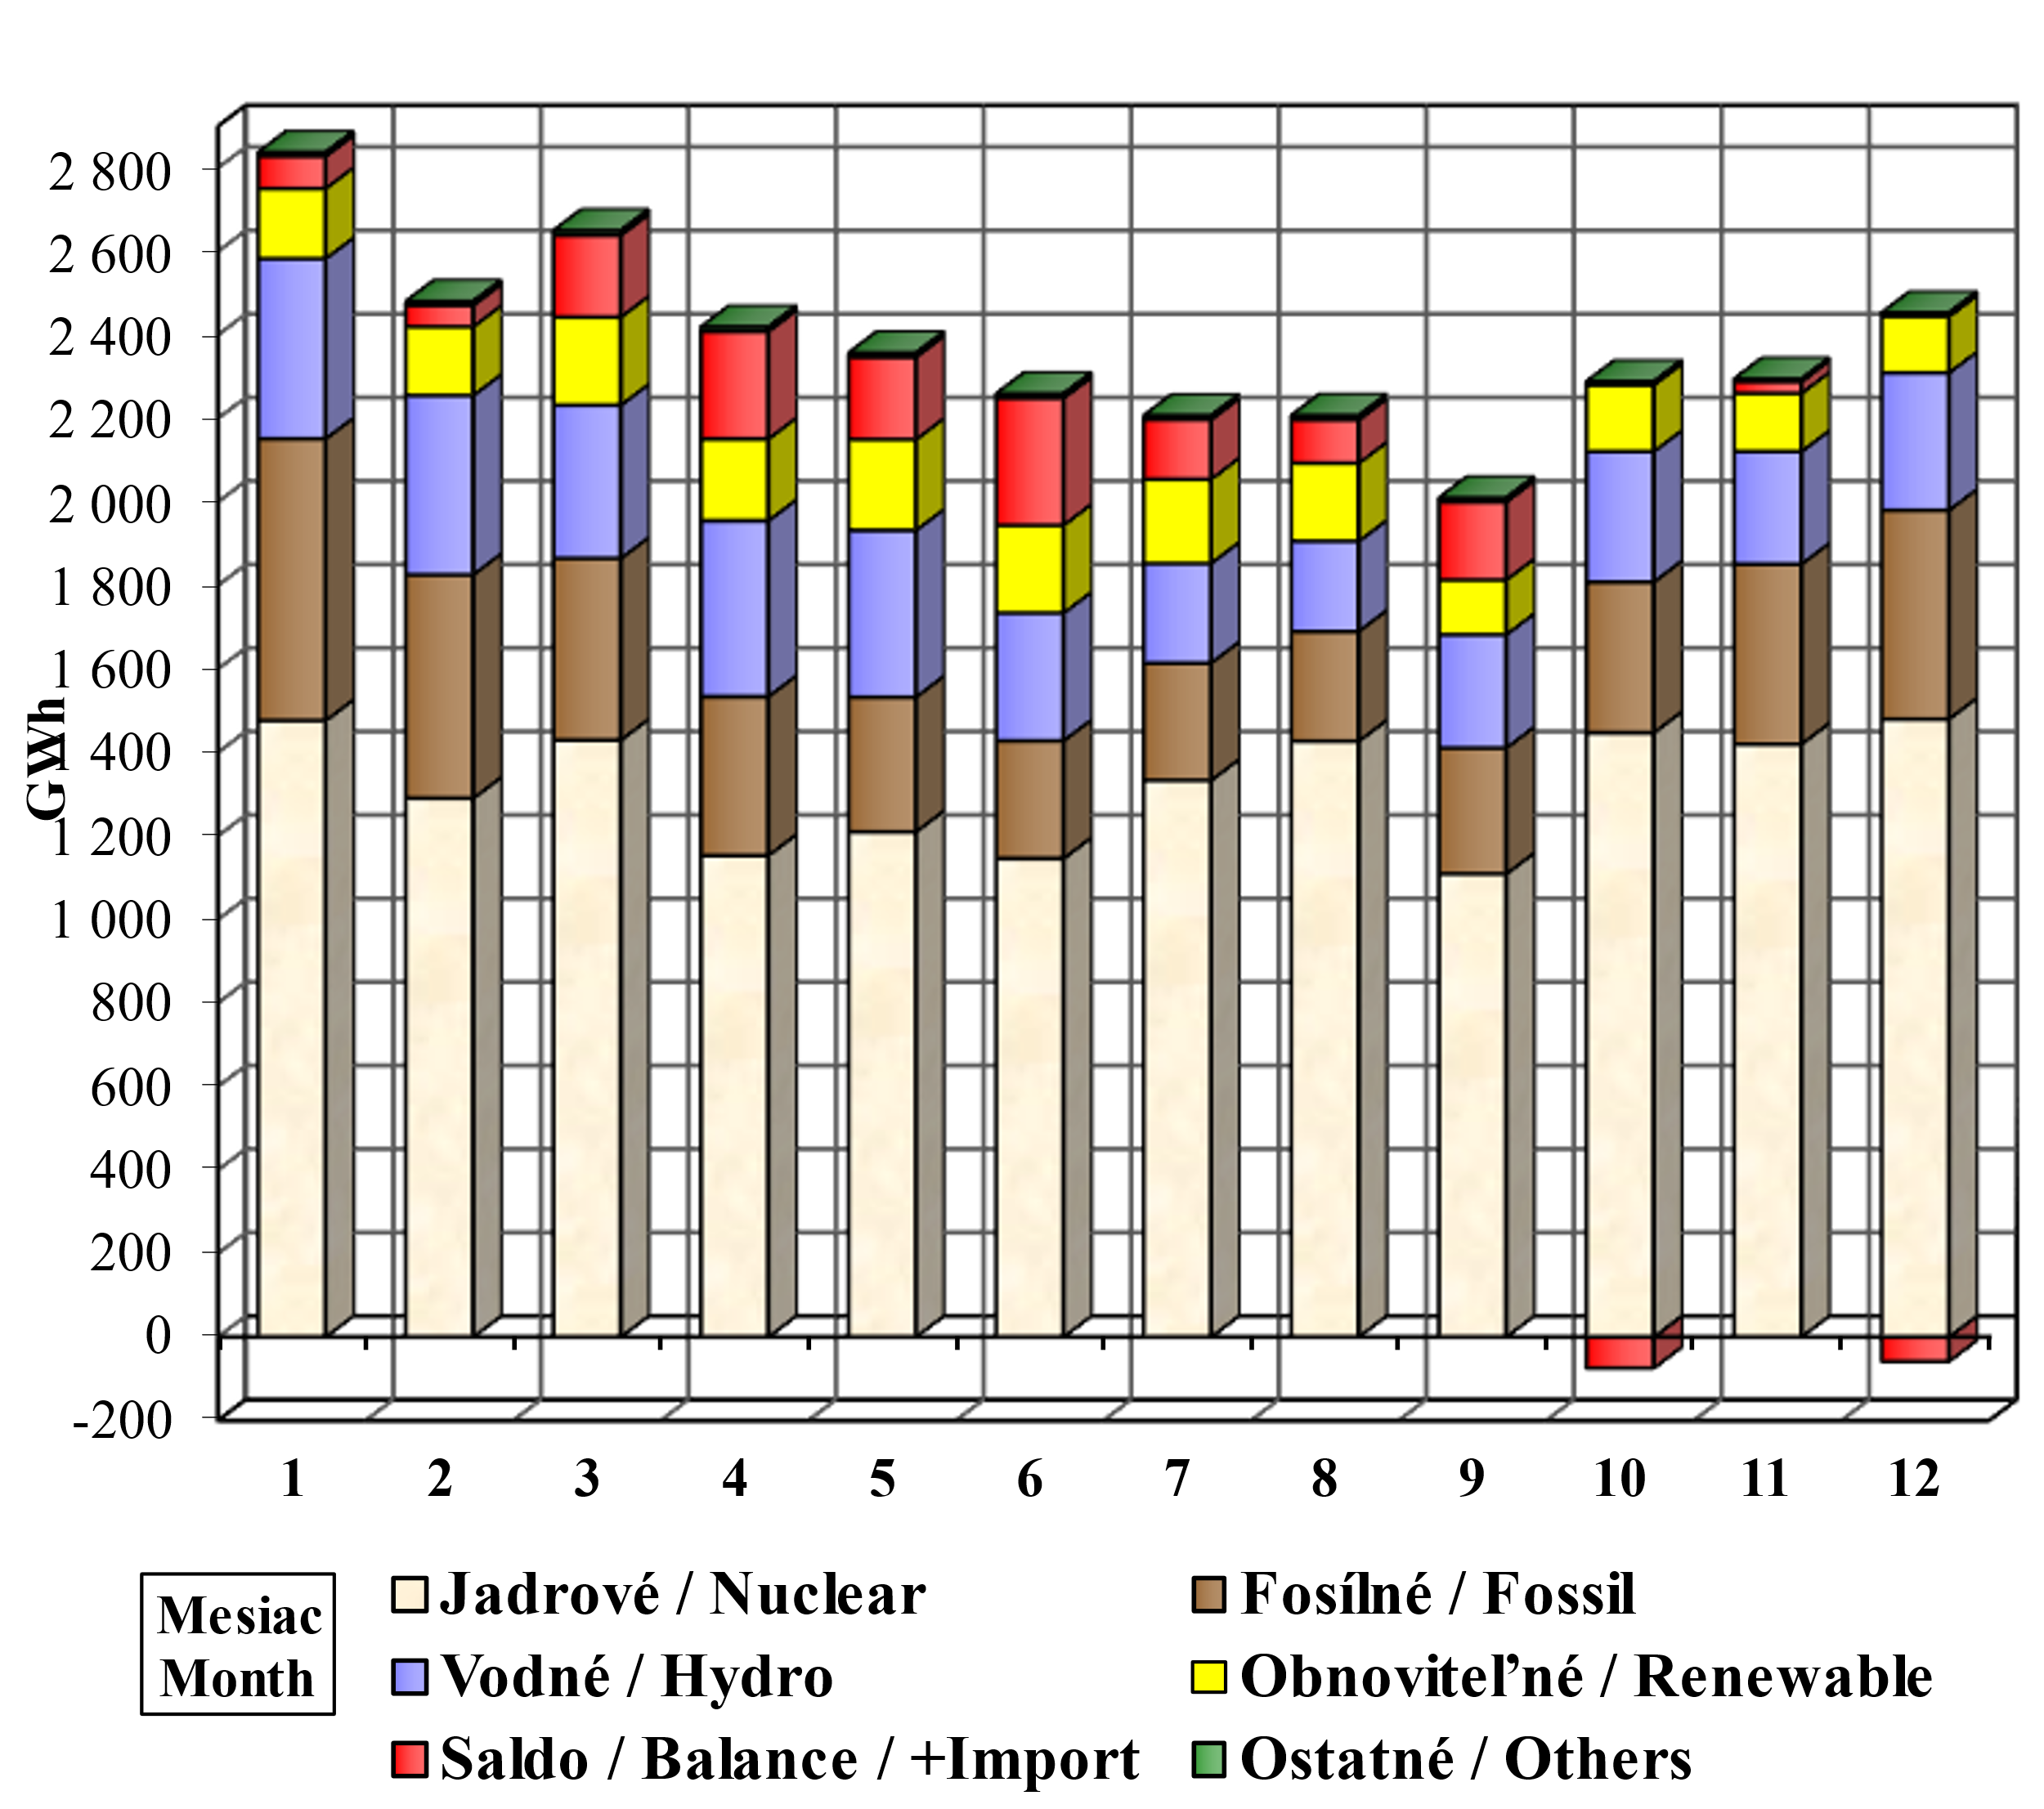 2 800
2 600
2 400
2 200
2 000
1 800
1 600
1 400
1 200
1 000
800
600
400
200
0
-200
GWh
1 2 3 4 5 6 7 8 9 10 11 12
Mesiac
Month
Jadrové / Nuclear
Fosílné / Fossil
Vodné / Hydro
Obnoviteľné / Renewable
Saldo / Balance / +Import
Ostatné / Others